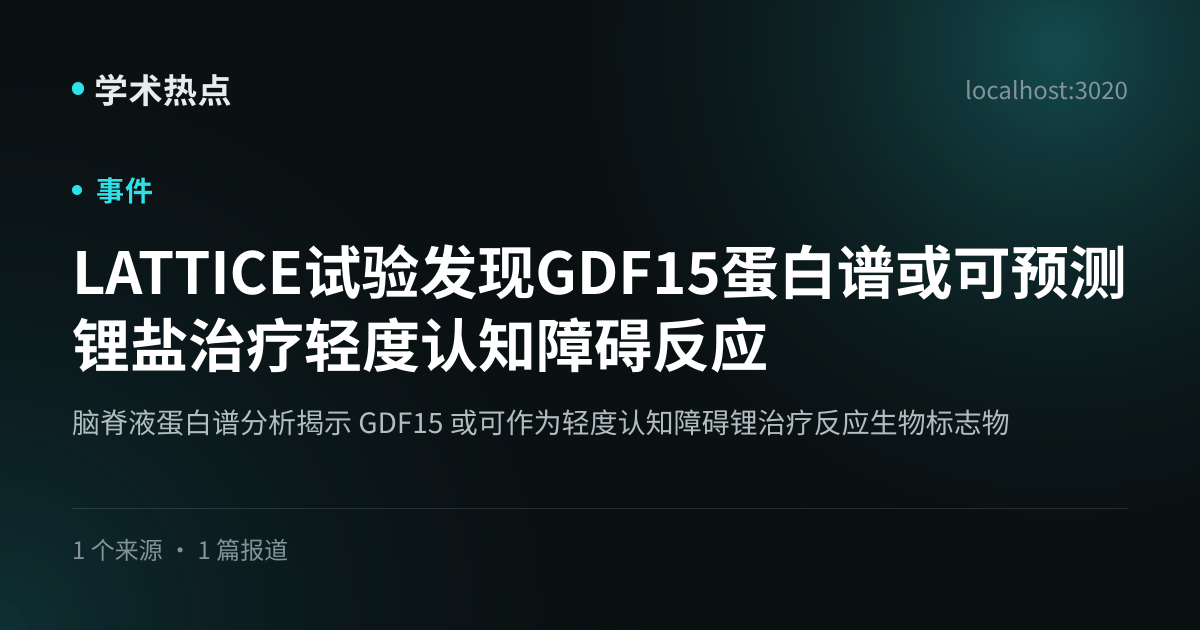 学术热点
localhost:3020
事件
LATTICE试验发现GDF15蛋白谱或可预测
锂盐治疗轻度认知障碍反应
脑脊液蛋白谱分析揭示 GDF15 或可作为轻度认知障碍锂治疗反应生物标志物
1 个来源 · 1 篇报道